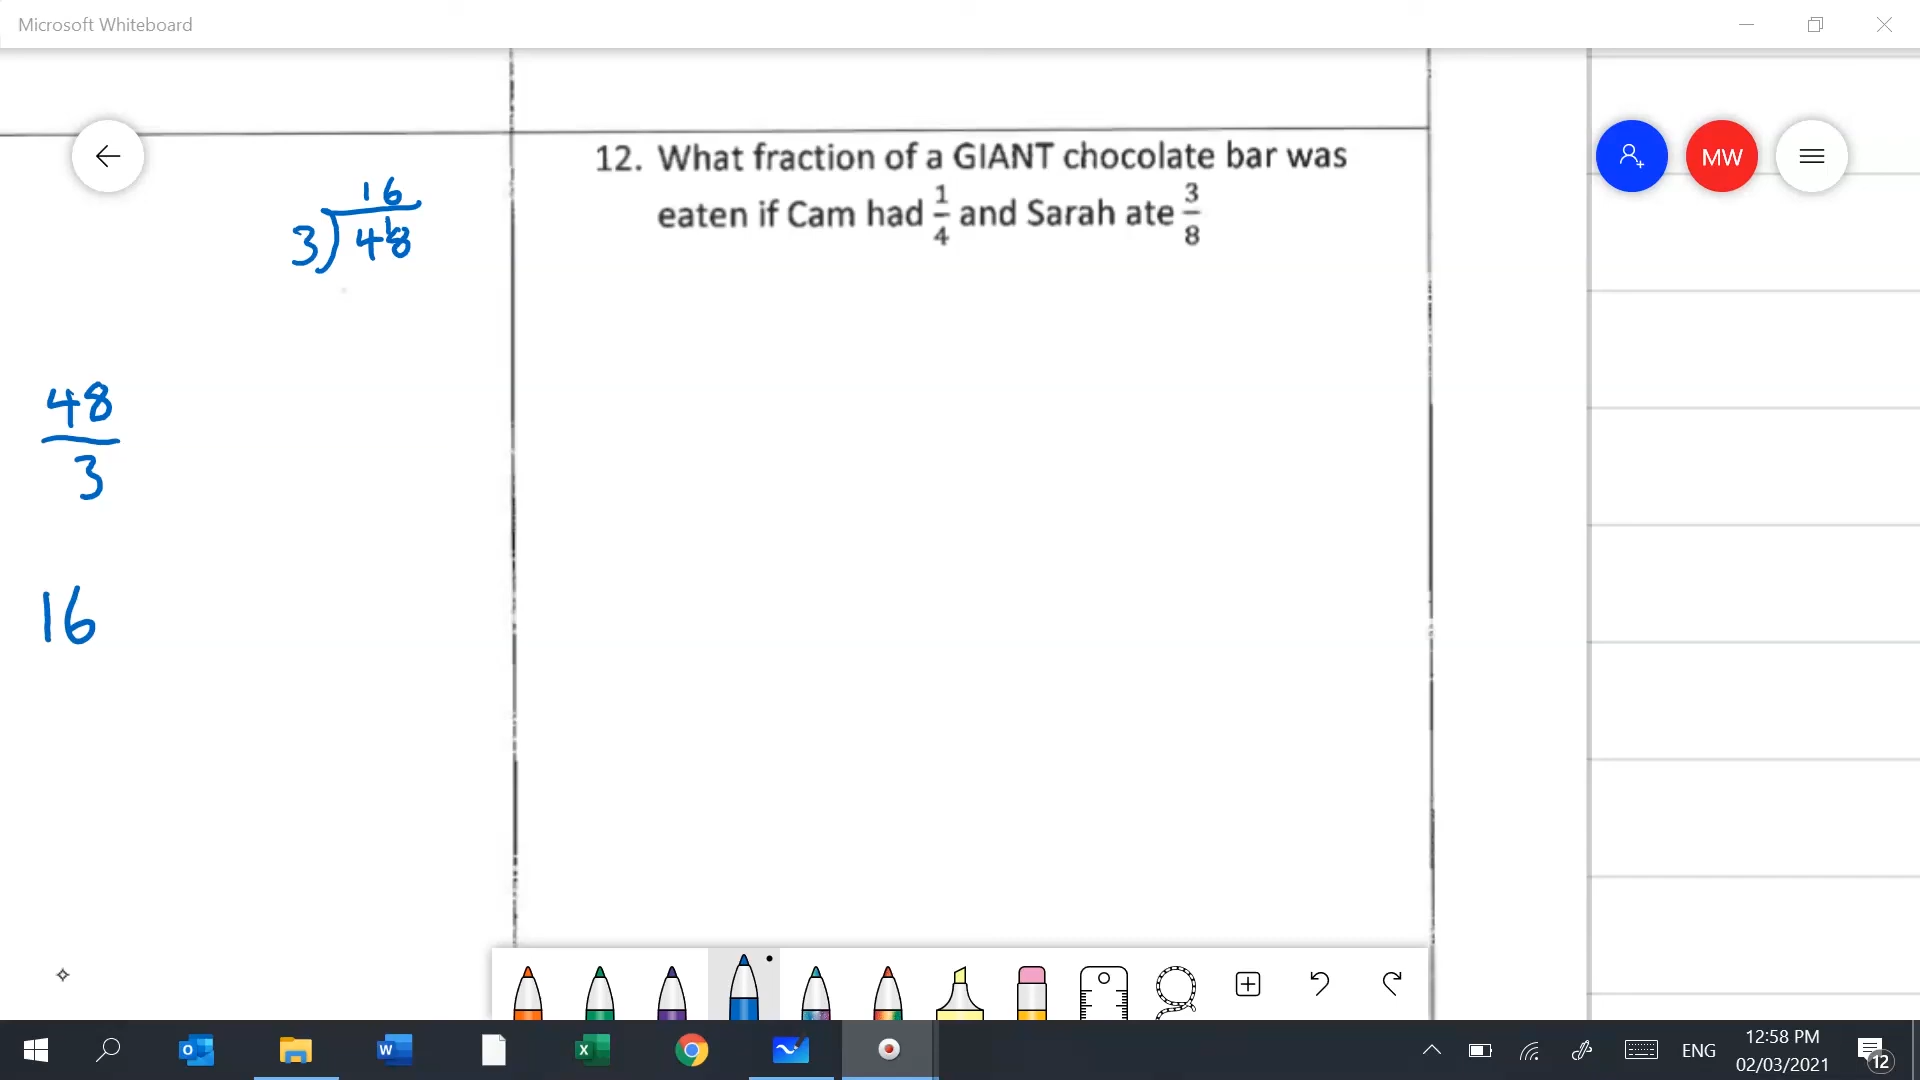 Microsoft Whiteboard
MW
16
3)48
1
48
3
16
12. What fraction of a GIANT chocolate bar was
eaten if Cam had 1/4 and Sarah ate 3/8
ENG
12:58 PM
02/03/2021
12